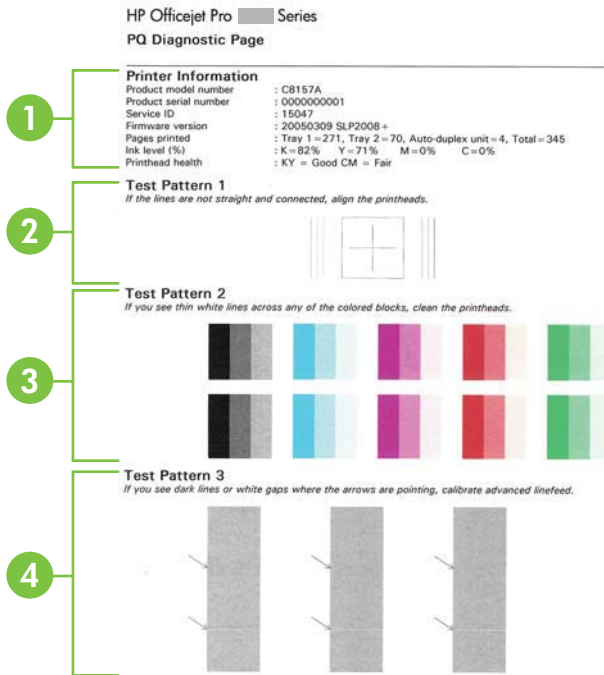 HP Officejet Pro Series
PQ Diagnostic Page
1
Printer Information
Product model number : C8157A
Product serial number : 0000000001
Service ID : 15047
Firmware version : 20050309 SLP2008+
Pages printed : Tray 1=271, Tray 2=70, Auto-duplex unit=4, Total=345
Ink level (%) : K=82% Y=71% M=0% C=0%
Printhead health : KY = Good CM = Fair
2
Test Pattern 1
If the lines are not straight and connected, align the printheads.
3
Test Pattern 2
If you see thin white lines across any of the colored blocks, clean the printheads.
4
Test Pattern 3
If you see dark lines or white gaps where the arrows are pointing, calibrate advanced linefeed.